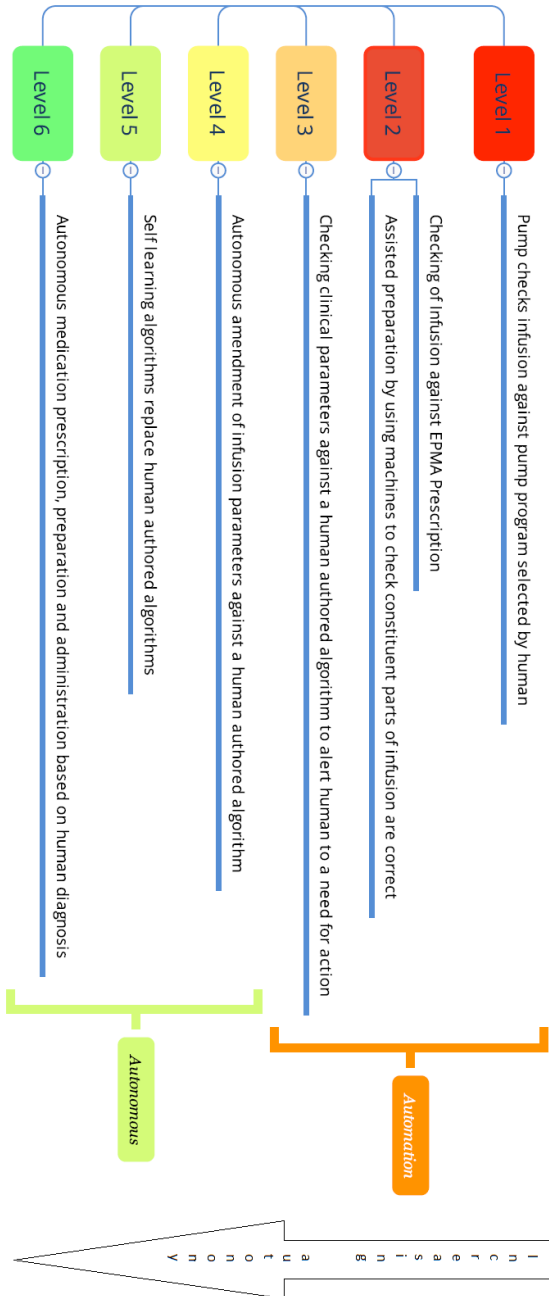 Level 1
Pump checks infusion against pump program selected by human
Level 2
Checking of Infusion against EPMA Prescription
Assisted preparation by using machines to check constituent parts of infusion are correct
Level 3
Checking clinical parameters against a human authored algorithm to alert human to a need for action
Level 4
Autonomous amendment of infusion parameters against a human authored algorithm
Level 5
Self learning algorithms replace human authored algorithms
Level 6
Autonomous medication prescription, preparation and administration based on human diagnosis
Automation
Autonomous
Incraeisng autonony